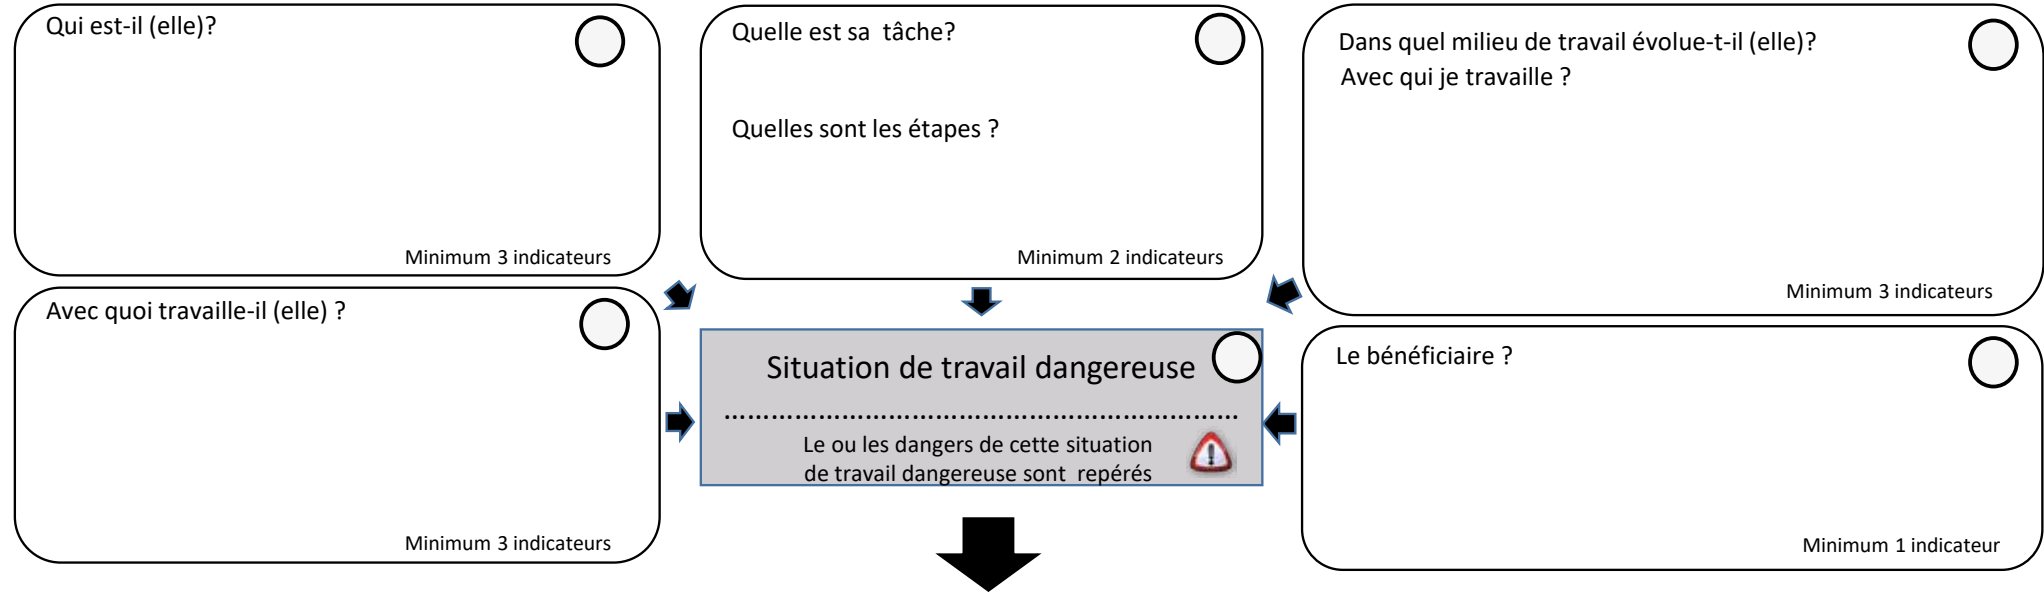 Qui est-il (elle)?
Minimum 3 indicateurs
Quelle est sa tâche?
Quelles sont les étapes ?
Minimum 2 indicateurs
Dans quel milieu de travail évolue-t-il (elle)?
Avec qui je travaille ?
Minimum 3 indicateurs
Avec quoi travaille-il (elle) ?
Minimum 3 indicateurs
Situation de travail dangereuse
……………………………………………………………
Le ou les dangers de cette situation
de travail dangereuse sont repérés
!
Le bénéficiaire ?
Minimum 1 indicateur